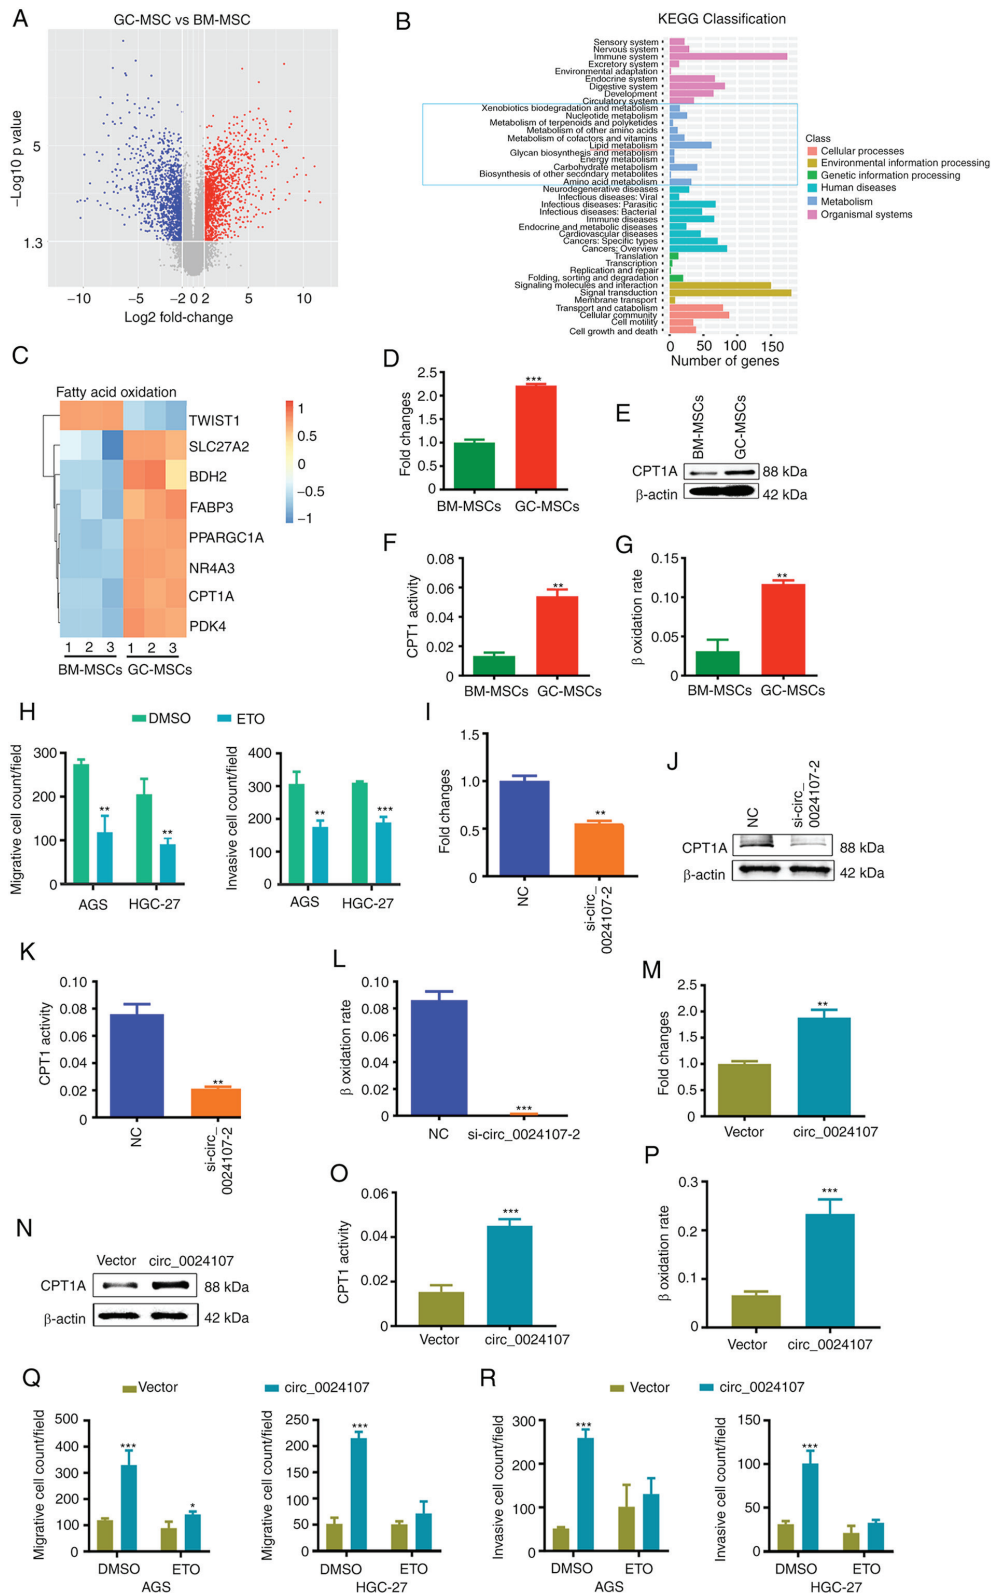 A
GC-MSC vs BM-MSC
−Log10 p value
5
1.3
−10
−5
−2
0
2
5
10
Log2 fold-change
B
KEGG Classification
Sensory system
Nervous system
Immune system
Excretory system
Environmental adaptation
Endocrine system
Digestive system
Development
Circulatory system
Xenobiotics biodegradation and metabolism
Nucleotide metabolism
Metabolism of terpenoids and polyketides
Metabolism of other amino acids
Metabolism of cofactors and vitamins
Lipid metabolism
Glycan biosynthesis and metabolism
Energy metabolism
Carbohydrate metabolism
Biosynthesis of other secondary metabolites
Amino acid metabolism
Neurodegenerative diseases
Infectious diseases: Viral
Infectious diseases: Parasitic
Infectious diseases: Bacterial
Immune diseases
Endocrine and metabolic diseases
Cardiovascular diseases
Cancers: Specific types
Cancers: Overview
Translation
Transcription
Replication and repair
Folding, sorting and degradation
Signaling molecules and interaction
Signal transduction
Membrane transport
Transport and catabolism
Cellular community
Cell motility
Cell growth and death
0
50
100
150
Number of genes
Class
Cellular processes
Environmental information processing
Genetic information processing
Human diseases
Metabolism
Organismal systems
C
Fatty acid oxidation
TWIST1
SLC27A2
BDH2
FABP3
PPARGC1A
NR4A3
CPT1A
PDK4
1 2 3 1 2 3
BM-MSCs GC-MSCs
1
0.5
0
−0.5
−1
D
Fold changes
2.5
2.0
1.5
1.0
0.5
0
***
BM-MSCs GC-MSCs
E
BM-MSCs
GC-MSCs
CPT1A 88 kDa
β-actin 42 kDa
F
CPT1 activity
0.08
0.06
0.04
0.02
0
**
BM-MSCs GC-MSCs
G
β oxidation rate
0.15
0.10
0.05
0
**
BM-MSCs GC-MSCs
H
DMSO ETO
Migrative cell count/field
300
200
100
0
**
**
AGS HGC-27
Invasive cell count/field
400
300
200
100
0
**
***
AGS HGC-27
I
Fold changes
1.5
1.0
0.5
0
**
NC
si-circ_
0024107-2
J
NC
si-circ_
0024107-2
CPT1A 88 kDa
β-actin 42 kDa
K
CPT1 activity
0.10
0.08
0.06
0.04
0.02
0
**
NC
si-circ_
0024107-2
L
β oxidation rate
0.10
0.08
0.06
0.04
0.02
0
***
NC si-circ_0024107-2
M
Fold changes
2.5
2.0
1.5
1.0
0.5
0
**
Vector circ_0024107
N
Vector circ_0024107
CPT1A 88 kDa
β-actin 42 kDa
O
CPT1 activity
0.06
0.04
0.02
0
***
Vector circ_0024107
P
β oxidation rate
0.3
0.2
0.1
0
***
Vector circ_0024107
Q
Vector circ_0024107
Migrative cell count/field
500
400
300
200
100
0
***
*
DMSO ETO
AGS
Migrative cell count/field
250
200
150
100
50
0
***
DMSO ETO
HGC-27
R
Vector circ_0024107
Invasive cell count/field
300
200
100
0
***
DMSO ETO
AGS
Invasive cell count/field
150
100
50
0
***
DMSO ETO
HGC-27